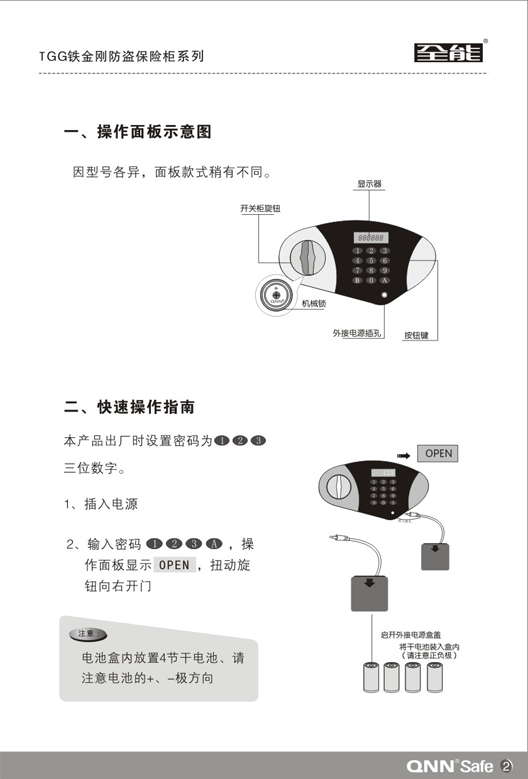 TGG铁金刚防盗保险柜系列
全能®
一、操作面板示意图
因型号各异，面板款式稍有不同。
显示器
开关柜旋钮
888888
1 2 3
4 5 6
7 8 9
B 0 A
QNN
机械锁
外接电源插孔
按钮键
二、快速操作指南
本产品出厂时设置密码为1 2 3
三位数字。
OPEN
1、插入电源
2、输入密码 1 2 3 A ，操
作面板显示 OPEN ，扭动旋
钮向右开门
注意：
电池盒内放置4节干电池、请
注意电池的+、-极方向
启开外接电源盒盖
将干电池装入盒内
（请注意正负极）
QNN® Safe 2